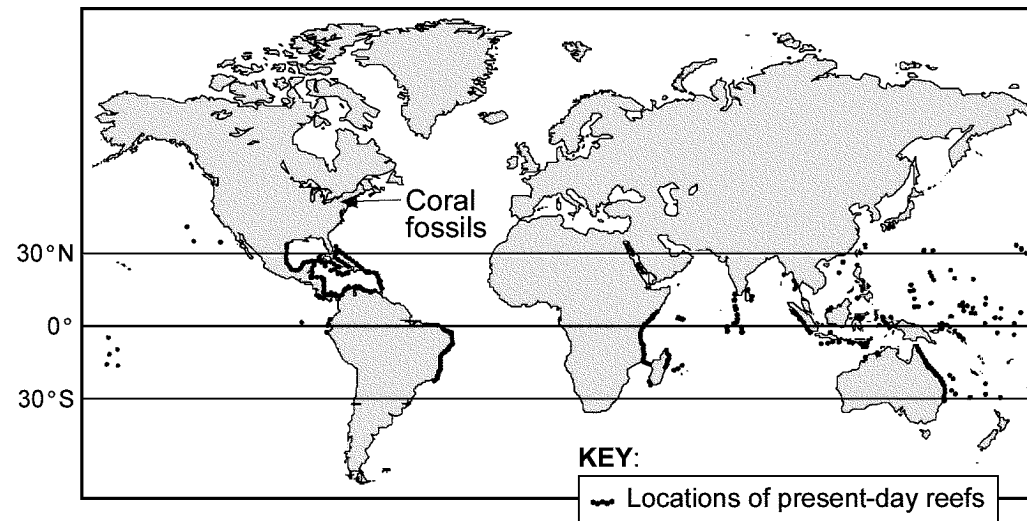 Coral
fossils
30°N
0°
30°S
KEY:
Locations of present-day reefs